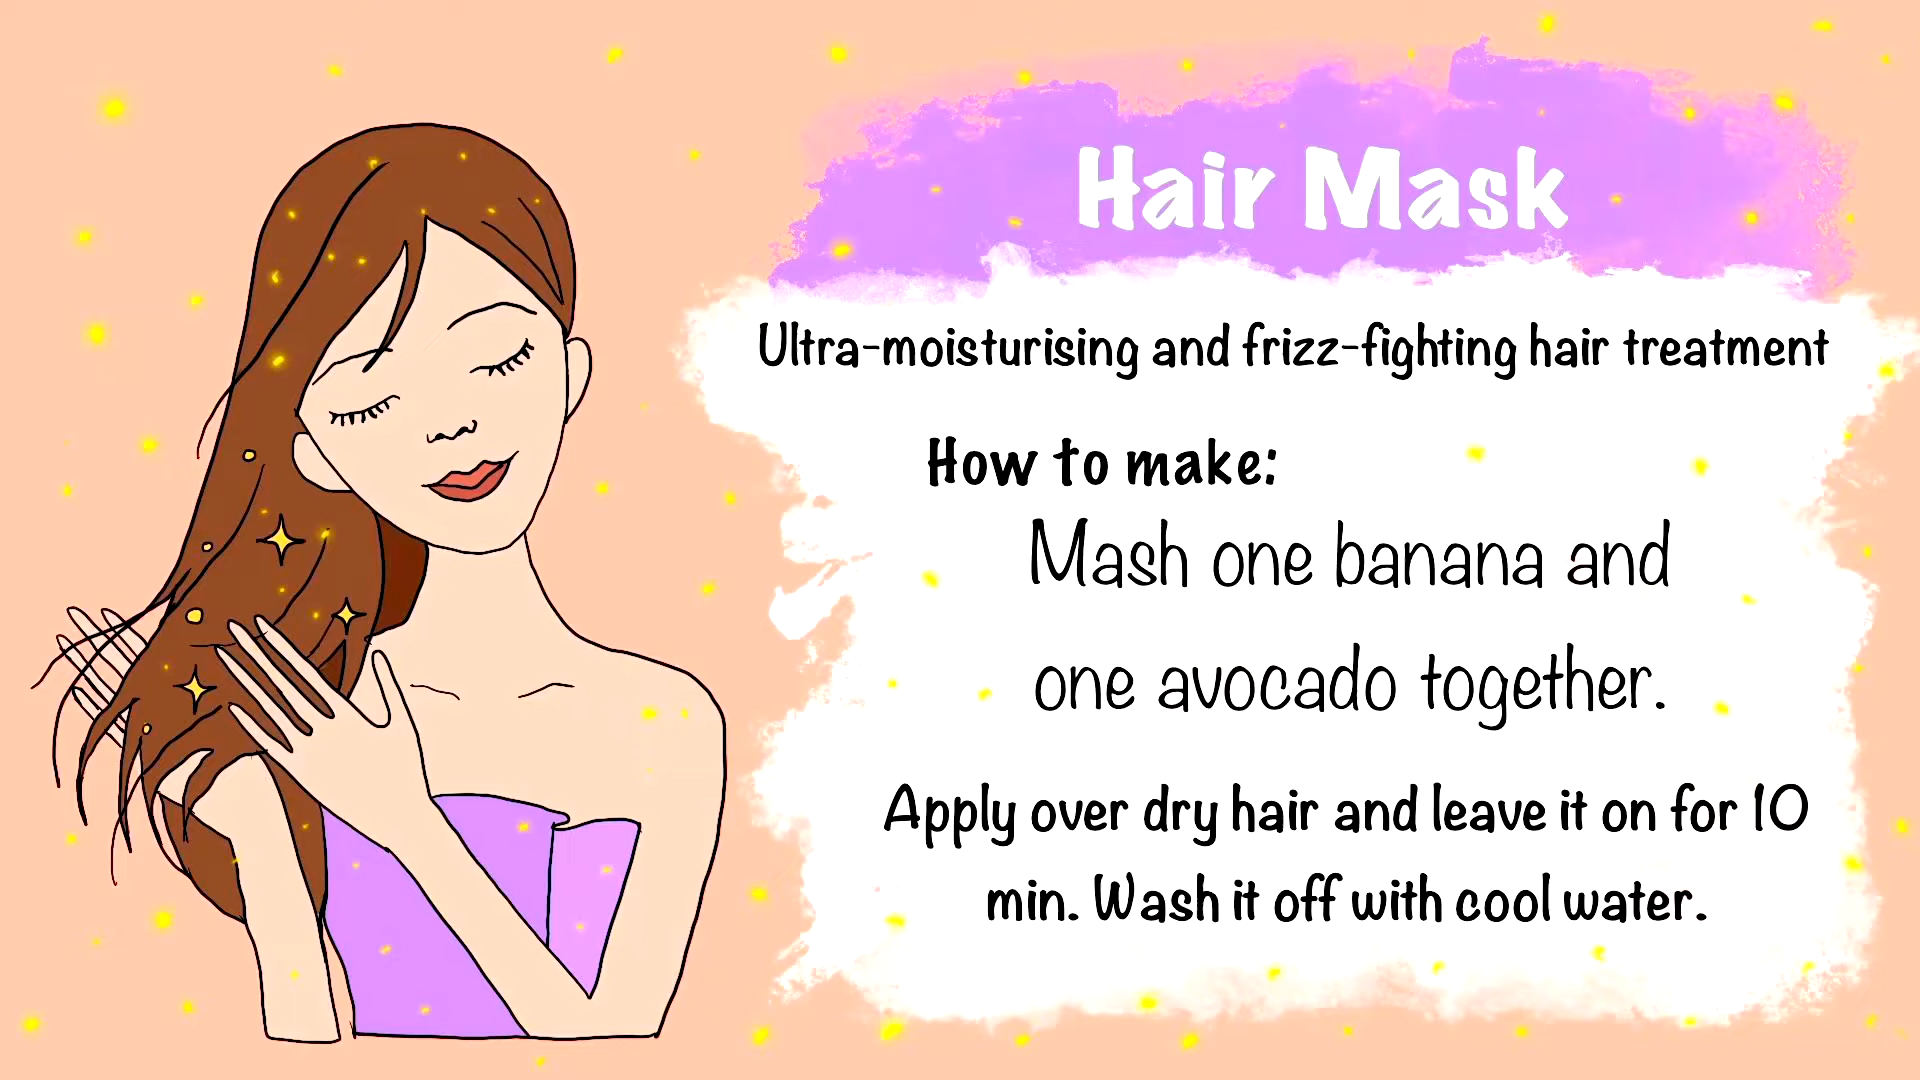 Hair Mask
Ultra-moisturising and frizz-fighting hair treatment
How to make:
Mash one banana and
one avocado together.
Apply over dry hair and leave it on for 10
min. Wash it off with cool water.